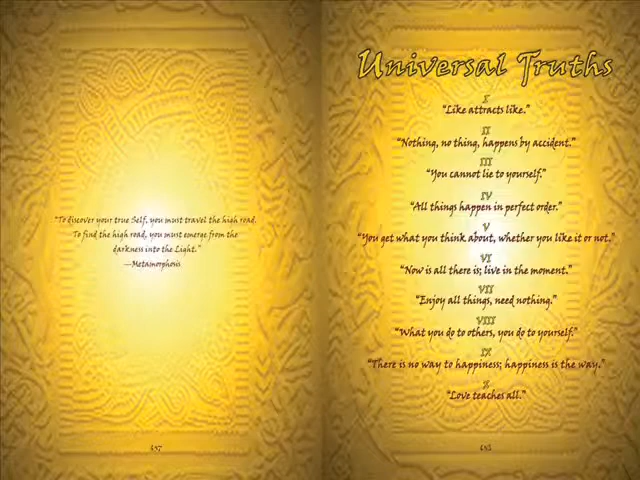 "To discover your true Self, you must travel the high road.
To find the high road, you must emerge from the
darkness into the Light."
—Metamorphosis
Universal Truths
I
"Like attracts like."
II
"Nothing, no thing, happens by accident."
III
"You cannot lie to yourself."
IV
"All things happen in perfect order."
V
"You get what you think about, whether you like it or not."
VI
"Now is all there is; live in the moment."
VII
"Enjoy all things, need nothing."
VIII
"What you do to others, you do to yourself."
IX
"There is no way to happiness; happiness is the way."
X
"Love teaches all."